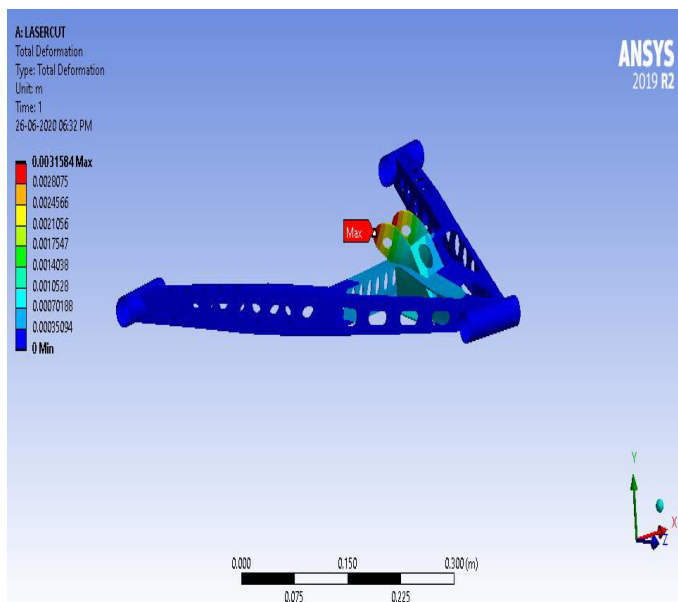 A: LASERCUT
Total Deformation
Type: Total Deformation
Unit: m
Time: 1
26-06-2020 06:32 PM
0.0031584 Max
0.0028075
0.0024566
0.0021056
0.0017547
0.0014038
0.0010528
0.00070188
0.00035094
0 Min
ANSYS
2019 R2
Max
Y
X
Z
0.000
0.150
0.300 (m)
0.075
0.225